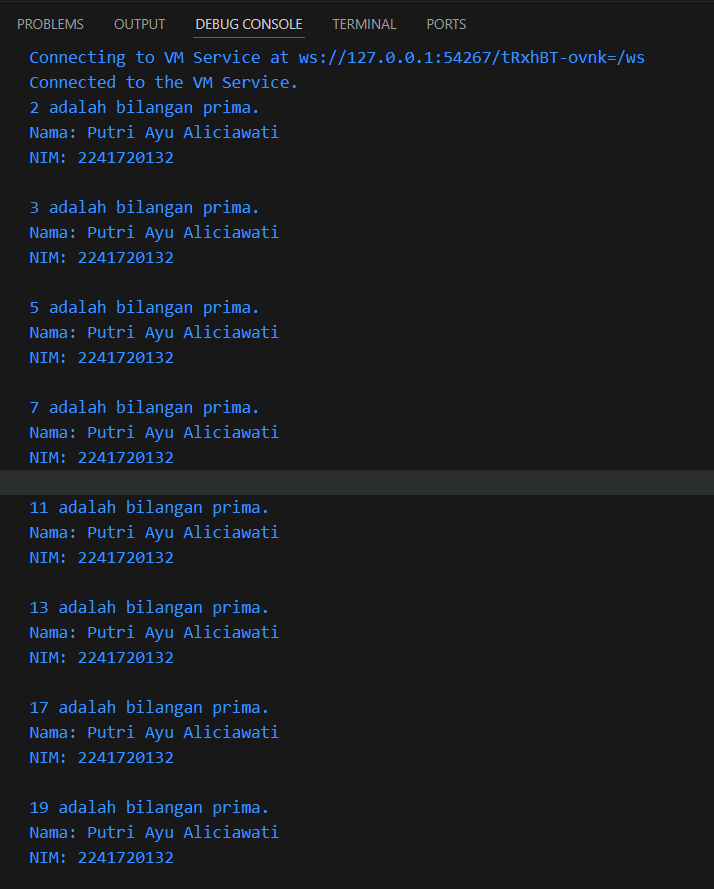 PROBLEMS OUTPUT DEBUG CONSOLE TERMINAL PORTS
Connecting to VM Service at ws://127.0.0.1:54267/tRxhBT-ovnk=/ws
Connected to the VM Service.
2 adalah bilangan prima.
Nama: Putri Ayu Aliciawati
NIM: 2241720132
3 adalah bilangan prima.
Nama: Putri Ayu Aliciawati
NIM: 2241720132
5 adalah bilangan prima.
Nama: Putri Ayu Aliciawati
NIM: 2241720132
7 adalah bilangan prima.
Nama: Putri Ayu Aliciawati
NIM: 2241720132
11 adalah bilangan prima.
Nama: Putri Ayu Aliciawati
NIM: 2241720132
13 adalah bilangan prima.
Nama: Putri Ayu Aliciawati
NIM: 2241720132
17 adalah bilangan prima.
Nama: Putri Ayu Aliciawati
NIM: 2241720132
19 adalah bilangan prima.
Nama: Putri Ayu Aliciawati
NIM: 2241720132